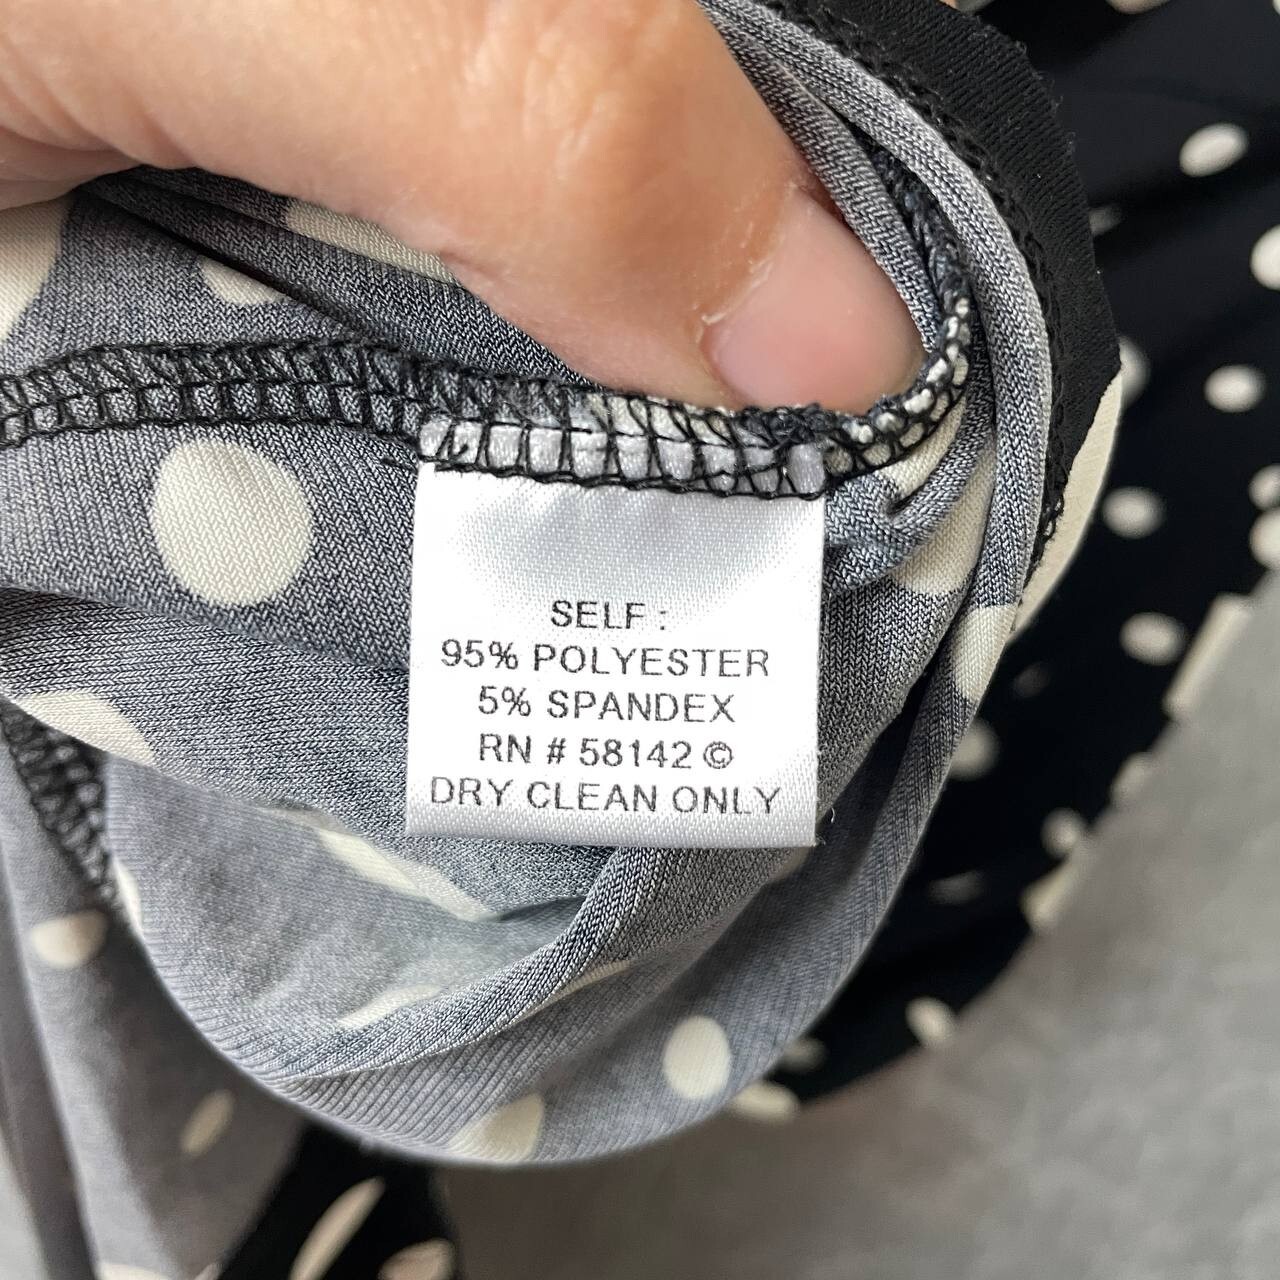 SELF :
95% POLYESTER
5% SPANDEX
RN # 58142 ©
DRY CLEAN ONLY